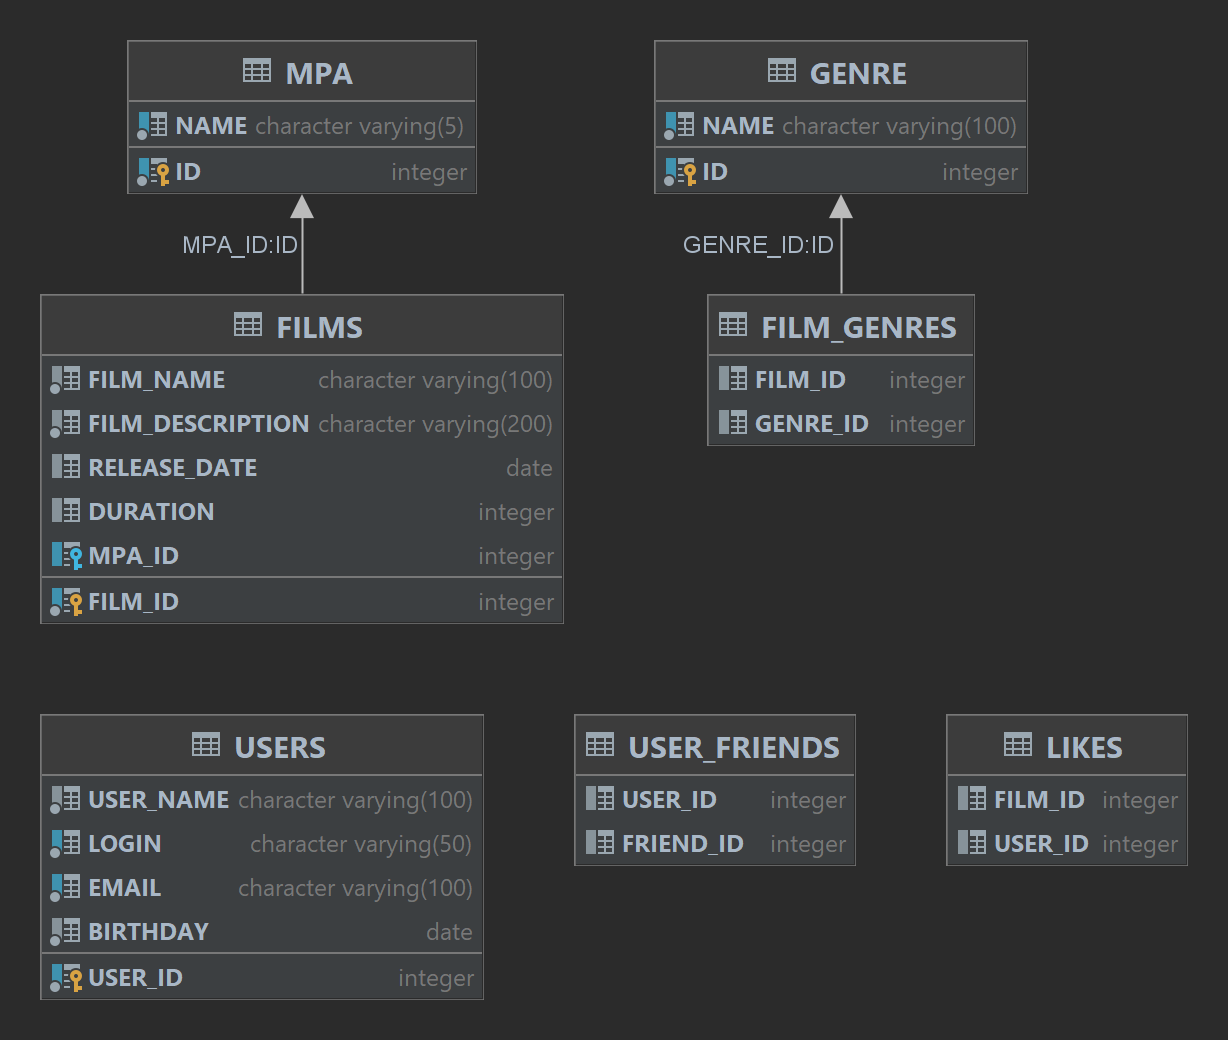 MPA
NAME character varying(5)
ID integer
GENRE
NAME character varying(100)
ID integer
MPA_ID:ID
GENRE_ID:ID
FILMS
FILM_NAME character varying(100)
FILM_DESCRIPTION character varying(200)
RELEASE_DATE date
DURATION integer
MPA_ID integer
FILM_ID integer
FILM_GENRES
FILM_ID integer
GENRE_ID integer
USERS
USER_NAME character varying(100)
LOGIN character varying(50)
EMAIL character varying(100)
BIRTHDAY date
USER_ID integer
USER_FRIENDS
USER_ID integer
FRIEND_ID integer
LIKES
FILM_ID integer
USER_ID integer